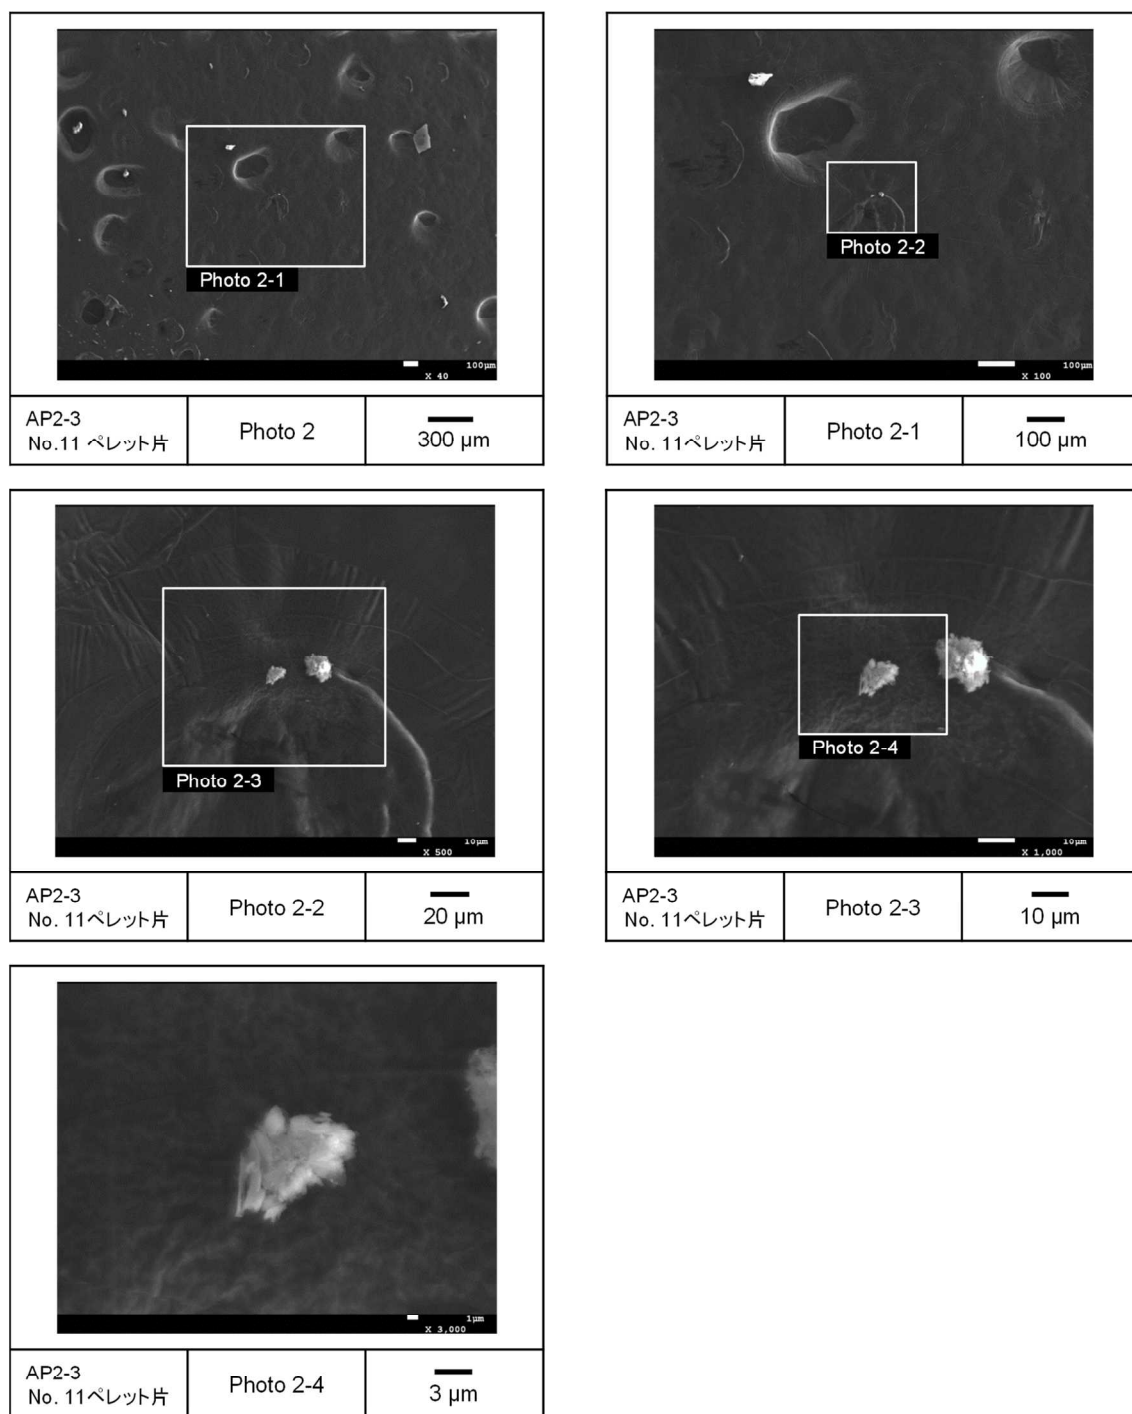 Photo 2-1
100μm
X 40
AP2-3
No.11 ペレット片
Photo 2
300 μm
Photo 2-2
100μm
X 100
AP2-3
No. 11ペレット片
Photo 2-1
100 μm
Photo 2-3
10μm
X 500
AP2-3
No. 11ペレット片
Photo 2-2
20 μm
Photo 2-4
10μm
X 1,000
AP2-3
No. 11ペレット片
Photo 2-3
10 μm
1μm
X 3,000
AP2-3
No. 11ペレット片
Photo 2-4
3 μm